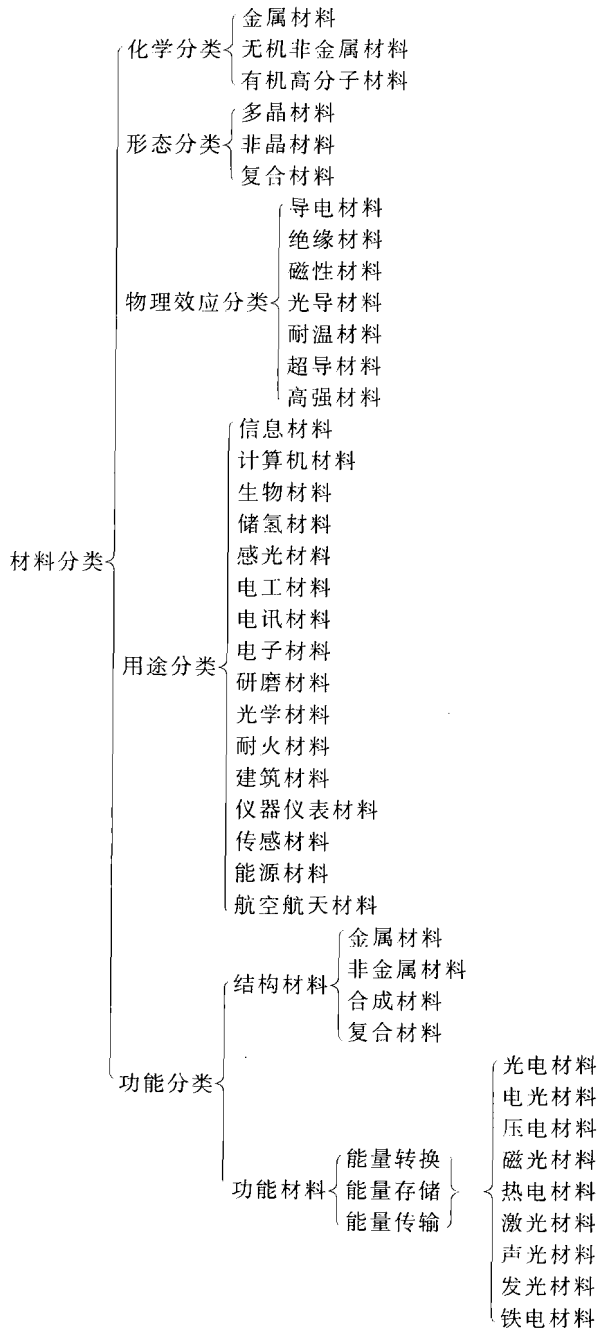 金属材料
化学分类
无机非金属材料
有机高分子材料
多晶材料
形态分类
非晶材料
复合材料
导电材料
绝缘材料
磁性材料
物理效应分类
光导材料
耐温材料
超导材料
高强材料
信息材料
计算机材料
生物材料
储氢材料
材料分类
感光材料
电工材料
电讯材料
电子材料
用途分类
研磨材料
光学材料
耐火材料
建筑材料
仪器仪表材料
传感材料
能源材料
航空航天材料
金属材料
结构材料
非金属材料
合成材料
复合材料
功能分类
光电材料
电光材料
压电材料
能量转换
磁光材料
功能材料
能量存储
热电材料
能量传输
激光材料
声光材料
发光材料
铁电材料